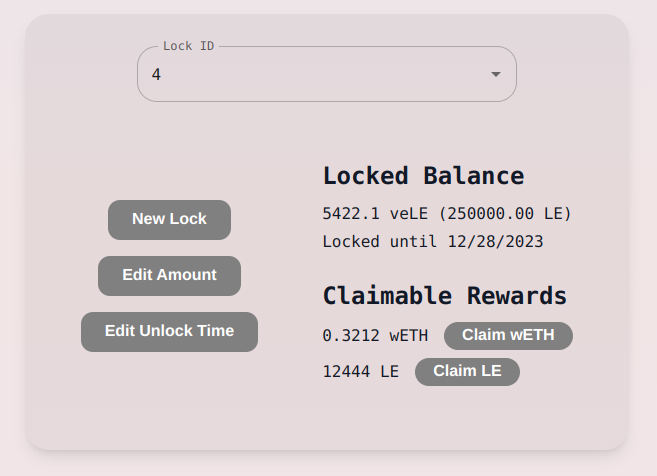 Lock ID
4
New Lock
Edit Amount
Edit Unlock Time
Locked Balance
5422.1 veLE (250000.00 LE)
Locked until 12/28/2023
Claimable Rewards
0.3212 wETH Claim wETH
12444 LE Claim LE